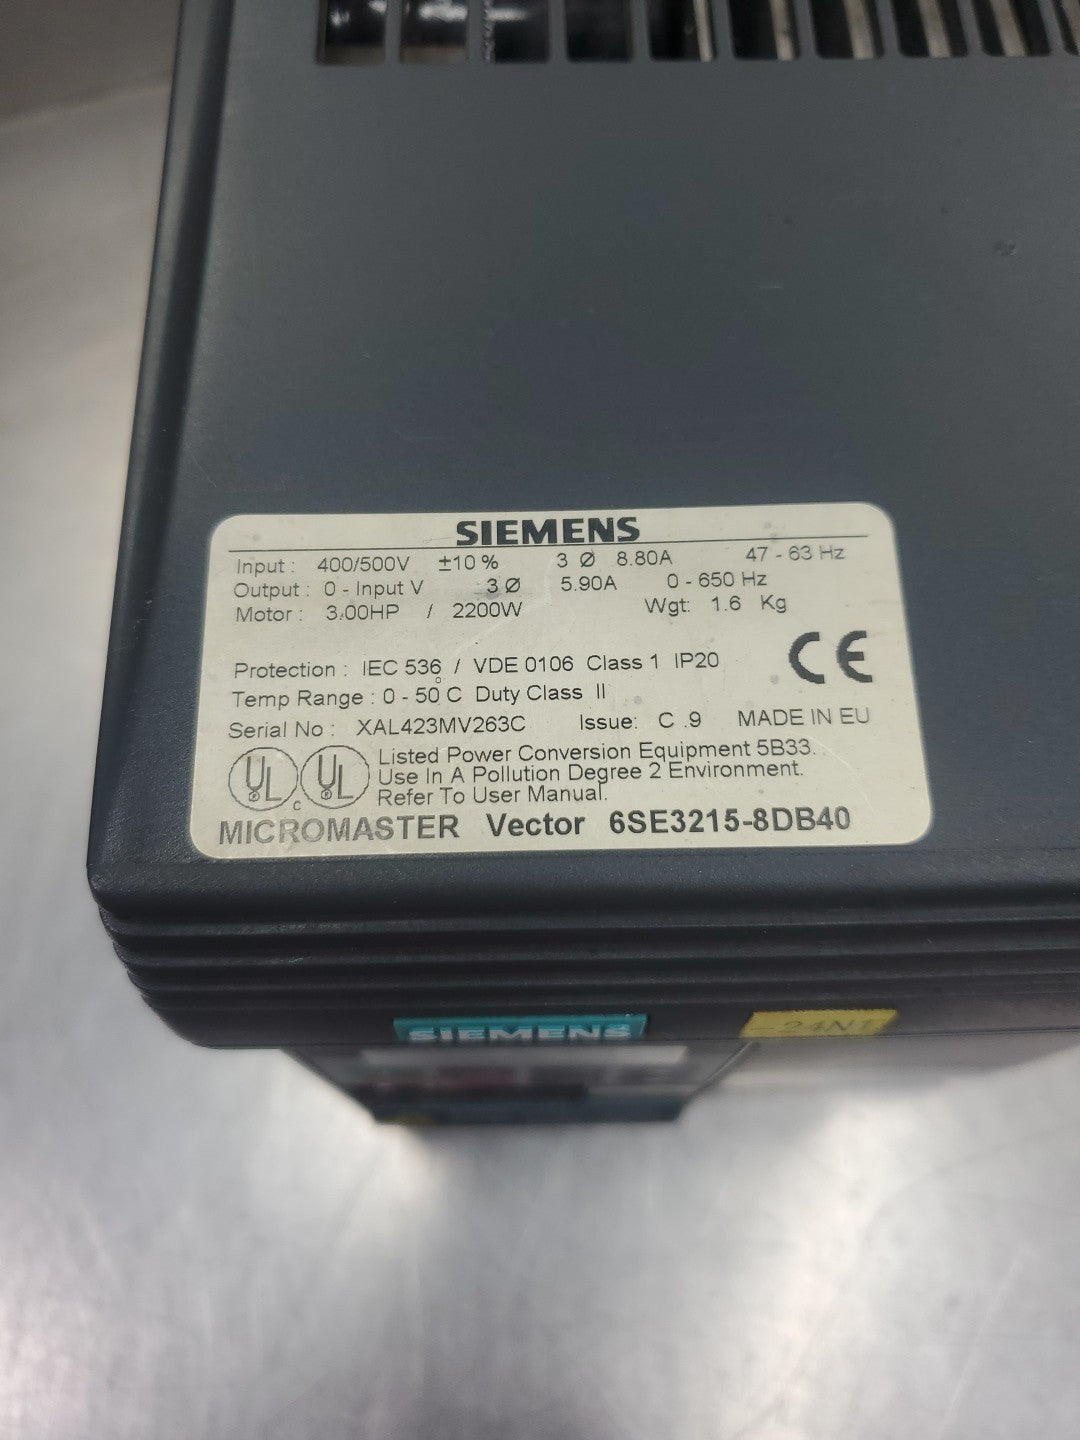 SIEMENS
Input : 400/500V ±10 % 3 Ø 8.80A 47 - 63 Hz
Output : 0 - Input V 3 Ø 5.90A 0 - 650 Hz
Motor : 3.00HP / 2200W Wgt: 1.6 Kg
Protection : IEC 536 / VDE 0106 Class 1 IP20
CE
Temp Range : 0 - 50°C Duty Class II
Serial No : XAL423MV263C Issue: C .9 MADE IN EU
UL c UL Listed Power Conversion Equipment 5B33.
Use In A Pollution Degree 2 Environment.
Refer To User Manual.
MICROMASTER Vector 6SE3215-8DB40
SIEMENS
-24N1